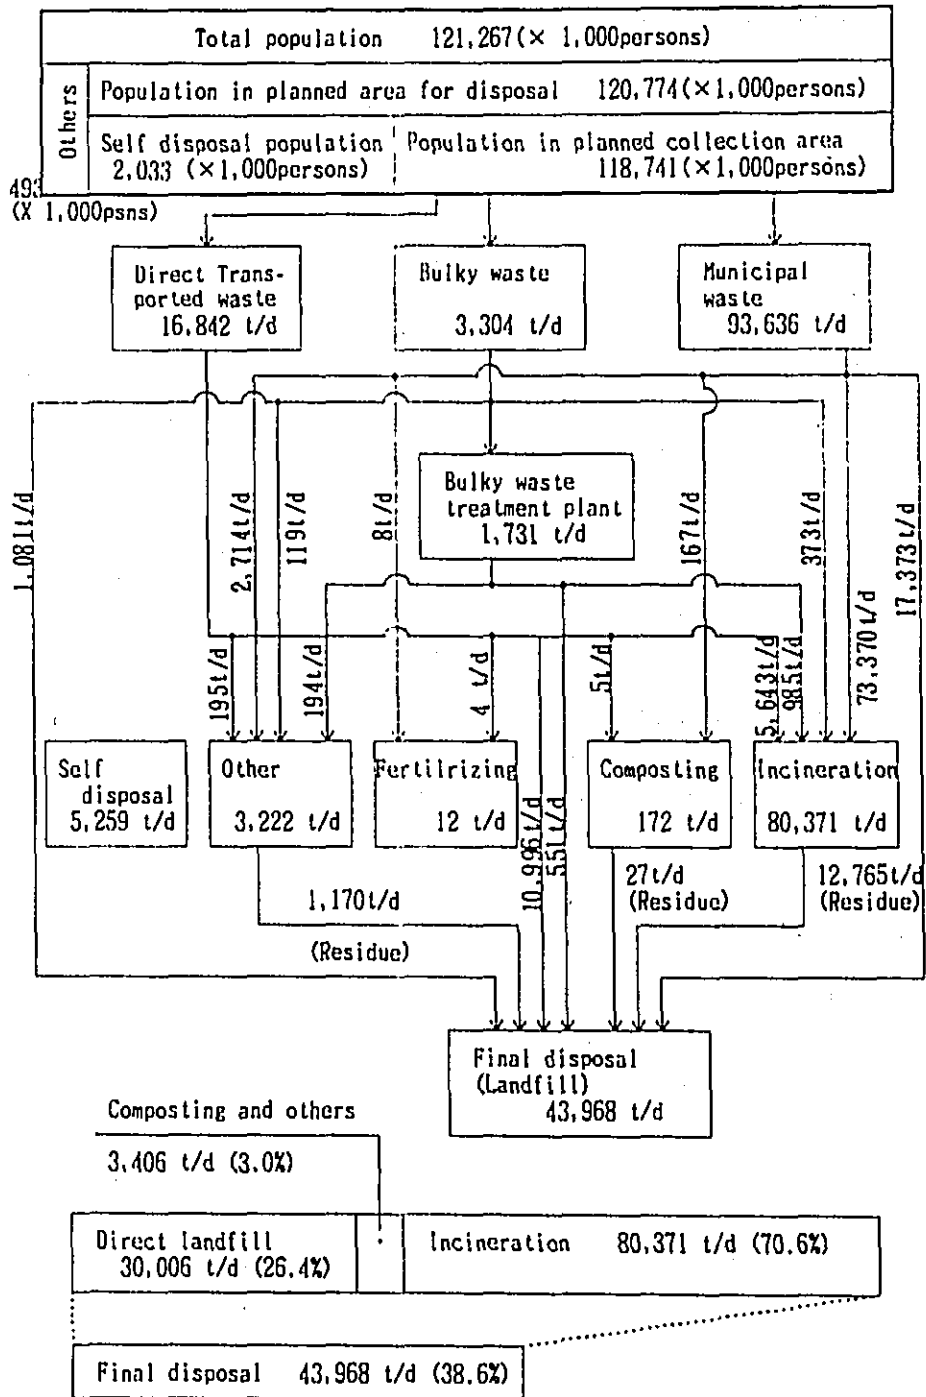 Total population 121,267(× 1,000persons)
Others
Population in planned area for disposal 120,774(×1,000persons)
Self disposal population
2,033 (×1,000persons)
Population in planned collection area
118,741(×1,000persons)
493
(X 1,000psns)
Direct Trans-
ported waste
16,842 t/d
Bulky waste
3,304 t/d
Municipal
waste
93,636 t/d
Bulky waste
treatment plant
1,731 t/d
1,081t/d
2,714t/d
119t/d
8t/d
167t/d
373t/d
17,373t/d
73,370t/d
195t/d
194t/d
4 t/d
5t/d
5,643t/d
985t/d
Self
disposal
5,259 t/d
Other
3,222 t/d
Fertilrizing
12 t/d
Composting
172 t/d
Incineration
80,371 t/d
10,996t/d
551t/d
1,170t/d
(Residue)
27t/d
(Residue)
12,765t/d
(Residue)
Final disposal
(Landfill)
43,968 t/d
Composting and others
3,406 t/d (3.0%)
Direct landfill
30,006 t/d (26.4%)
Incineration 80,371 t/d (70.6%)
Final disposal 43,968 t/d (38.6%)